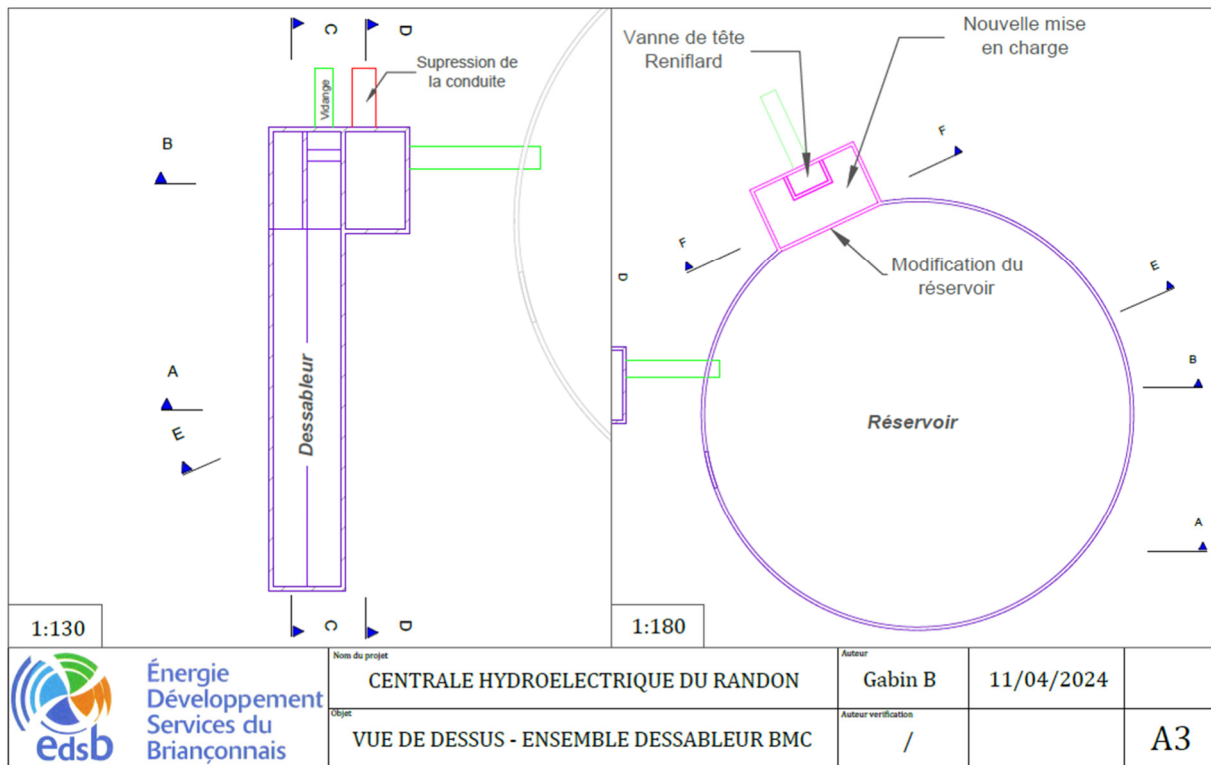 C
D
Supression de
la conduite
Vidange
B
A
E
Dessableur
C
D
1:130
Vanne de tête
Reniflard
Nouvelle mise
en charge
F
F
Modification du
réservoir
E
D
B
Réservoir
A
1:180
edsb
Énergie
Développement
Services du
Briançonnais
Nom du projet
CENTRALE HYDROELECTRIQUE DU RANDON
Auteur
Gabin B
11/04/2024
Objet
VUE DE DESSUS - ENSEMBLE DESSABLEUR BMC
Auteur verification
/
A3